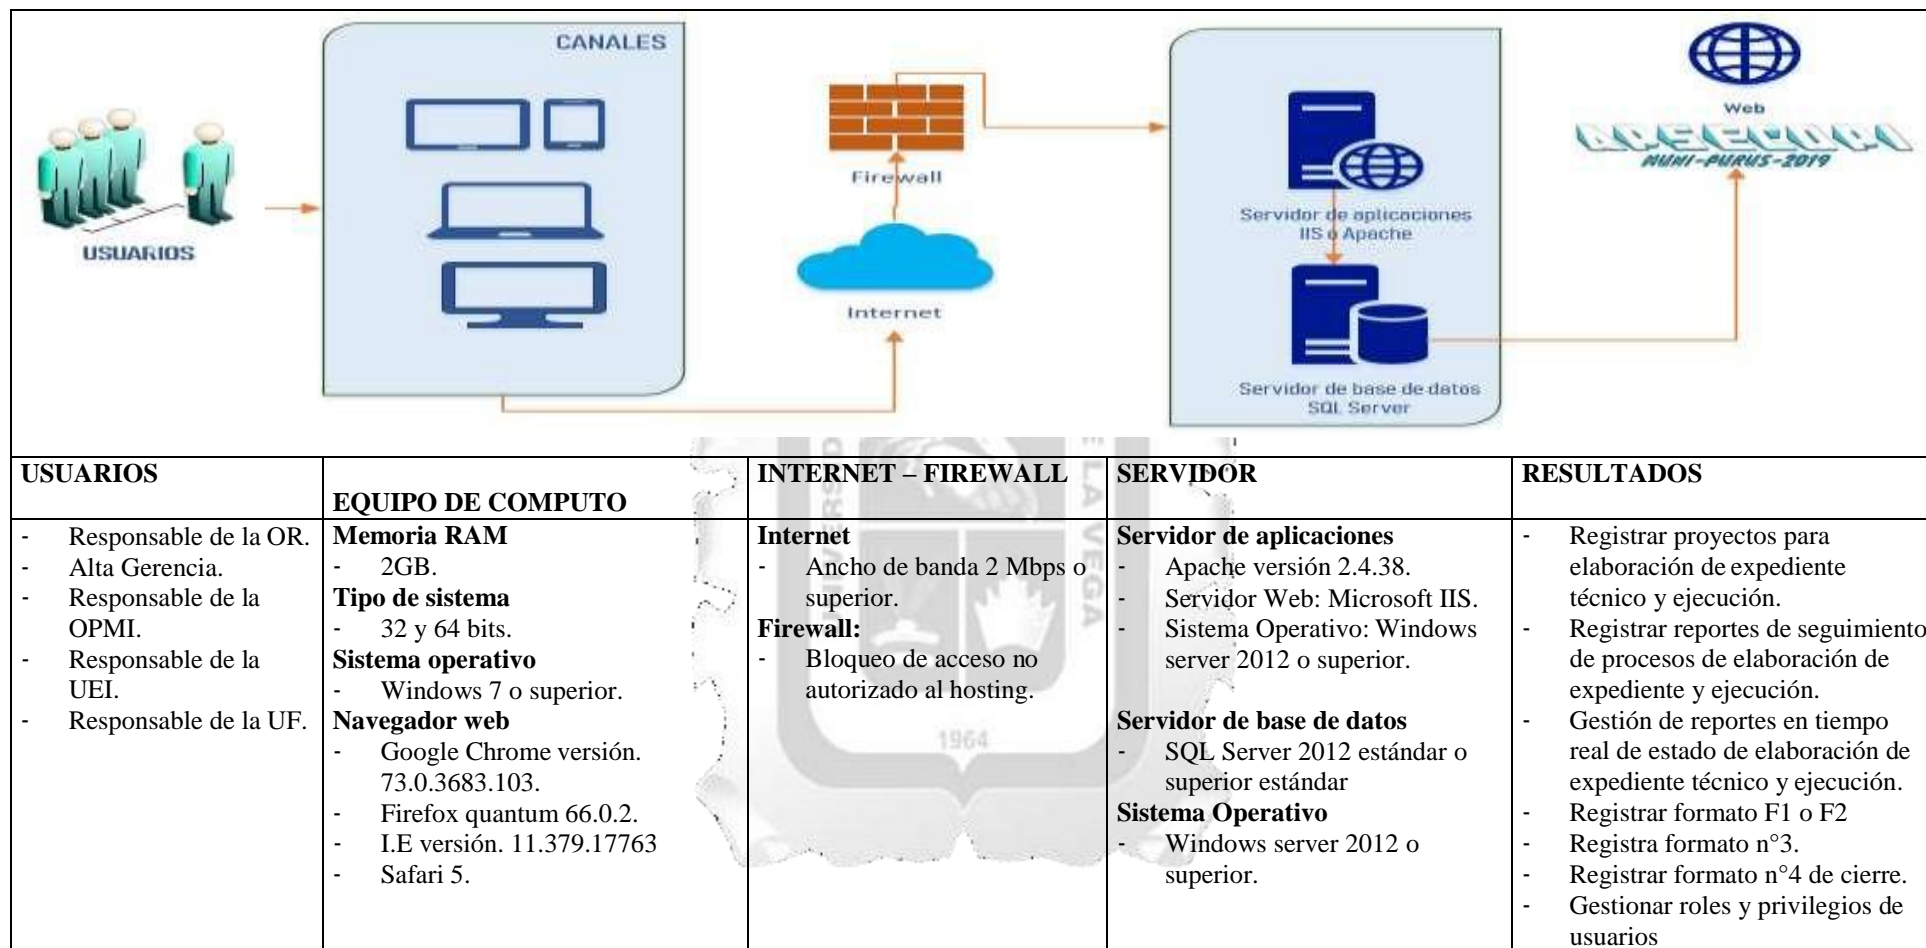 CANALES
USUARIOS
Firewall
Internet
Servidor de aplicaciones
IIS o Apache
Servidor de base de datos
SQL Server
Web
APSECOPI
MUNI-PURUS-2019
USUARIOS
- Responsable de la OR.
- Alta Gerencia.
- Responsable de la
OPMI.
- Responsable de la
UEI.
- Responsable de la UF.
EQUIPO DE COMPUTO
Memoria RAM
- 2GB.
Tipo de sistema
- 32 y 64 bits.
Sistema operativo
- Windows 7 o superior.
Navegador web
- Google Chrome versión.
73.0.3683.103.
- Firefox quantum 66.0.2.
- I.E versión. 11.379.17763
- Safari 5.
INTERNET – FIREWALL
Internet
- Ancho de banda 2 Mbps o
superior.
Firewall:
- Bloqueo de acceso no
autorizado al hosting.
SERVIDOR
Servidor de aplicaciones
- Apache versión 2.4.38.
- Servidor Web: Microsoft IIS.
- Sistema Operativo: Windows
server 2012 o superior.
Servidor de base de datos
- SQL Server 2012 estándar o
superior estándar
Sistema Operativo
- Windows server 2012 o
superior.
RESULTADOS
- Registrar proyectos para
elaboración de expediente
técnico y ejecución.
- Registrar reportes de seguimiento
de procesos de elaboración de
expediente y ejecución.
- Gestión de reportes en tiempo
real de estado de elaboración de
expediente técnico y ejecución.
- Registrar formato F1 o F2
- Registra formato n°3.
- Registrar formato n°4 de cierre.
- Gestionar roles y privilegios de
usuarios
LA VEGA
1964